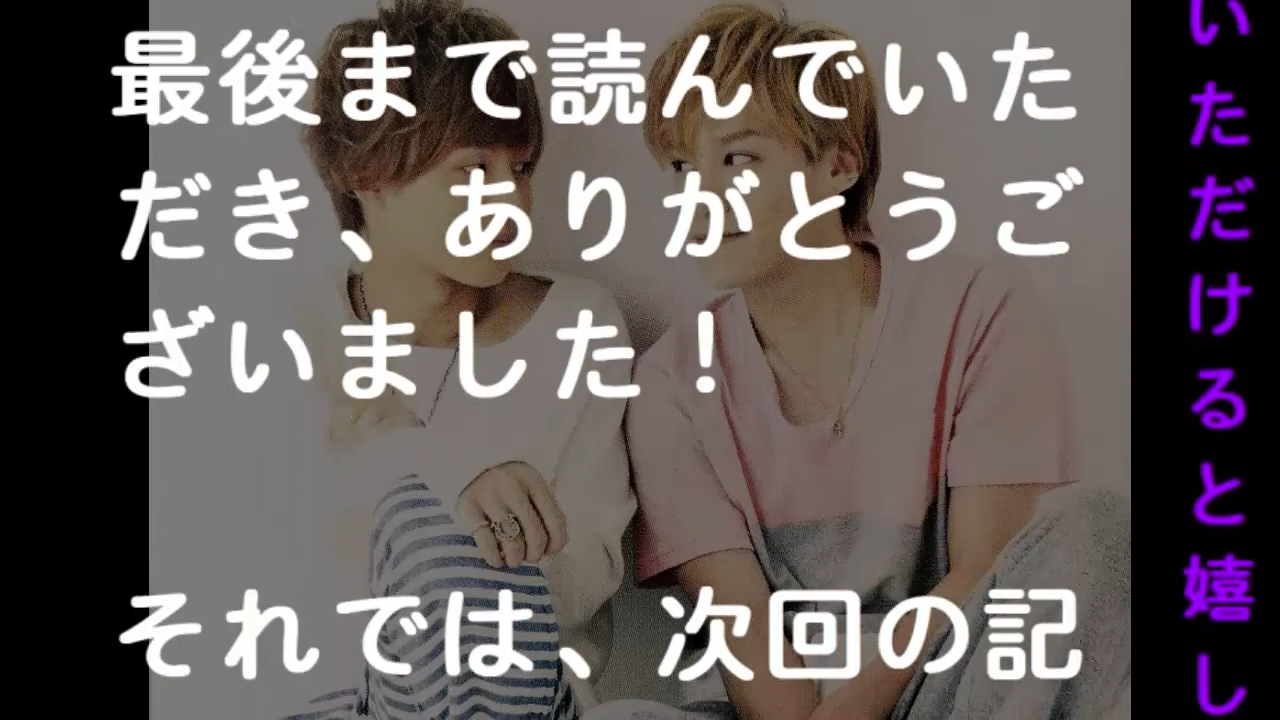 最後まで読んでいた
だき、ありがとうご
ざいました！
それでは、次回の記
いただけると嬉し